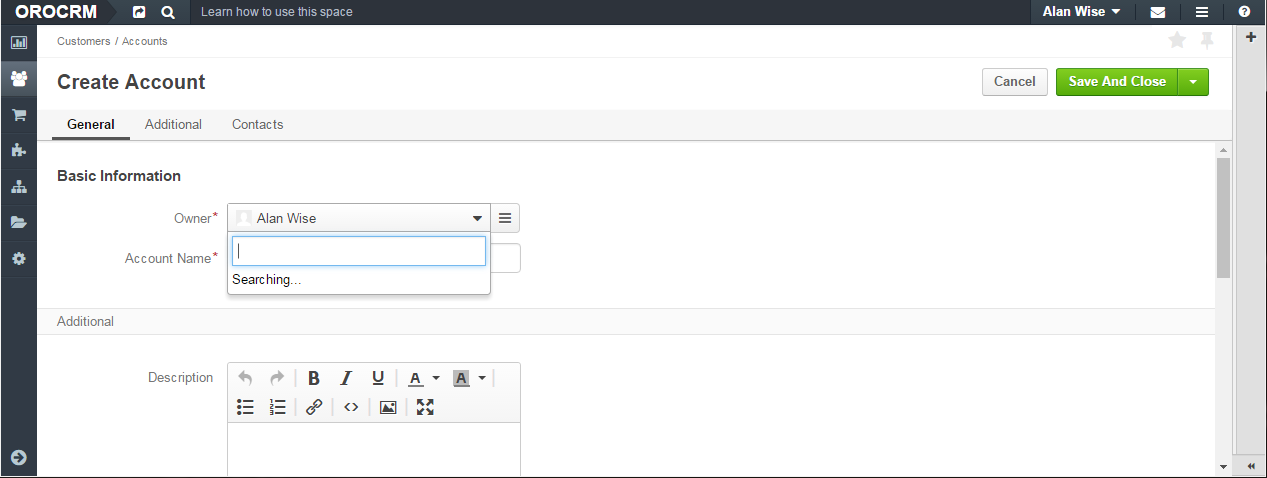 OROCRM Learn how to use this space Alan Wise
Customers / Accounts
Create Account Cancel Save And Close
General Additional Contacts
Basic Information
Owner* Alan Wise
Account Name*
Searching...
Additional
Description B I U A A